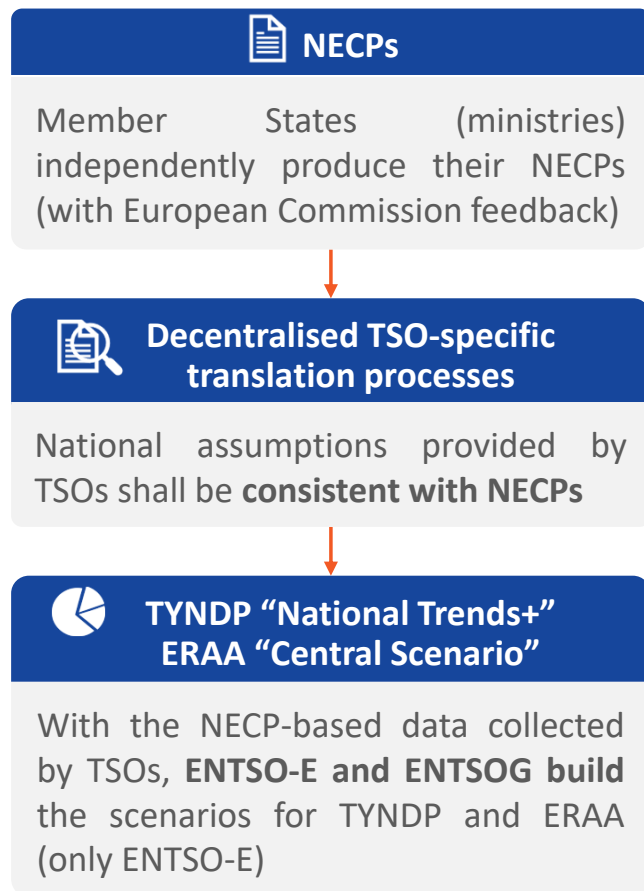 NECPs
Member States (ministries)
independently produce their NECPs
(with European Commission feedback)
Decentralised TSO-specific
translation processes
National assumptions provided by
TSOs shall be consistent with NECPs
TYNDP “National Trends+”
ERAA “Central Scenario”
With the NECP-based data collected
by TSOs, ENTSO-E and ENTSOG build
the scenarios for TYNDP and ERAA
(only ENTSO-E)